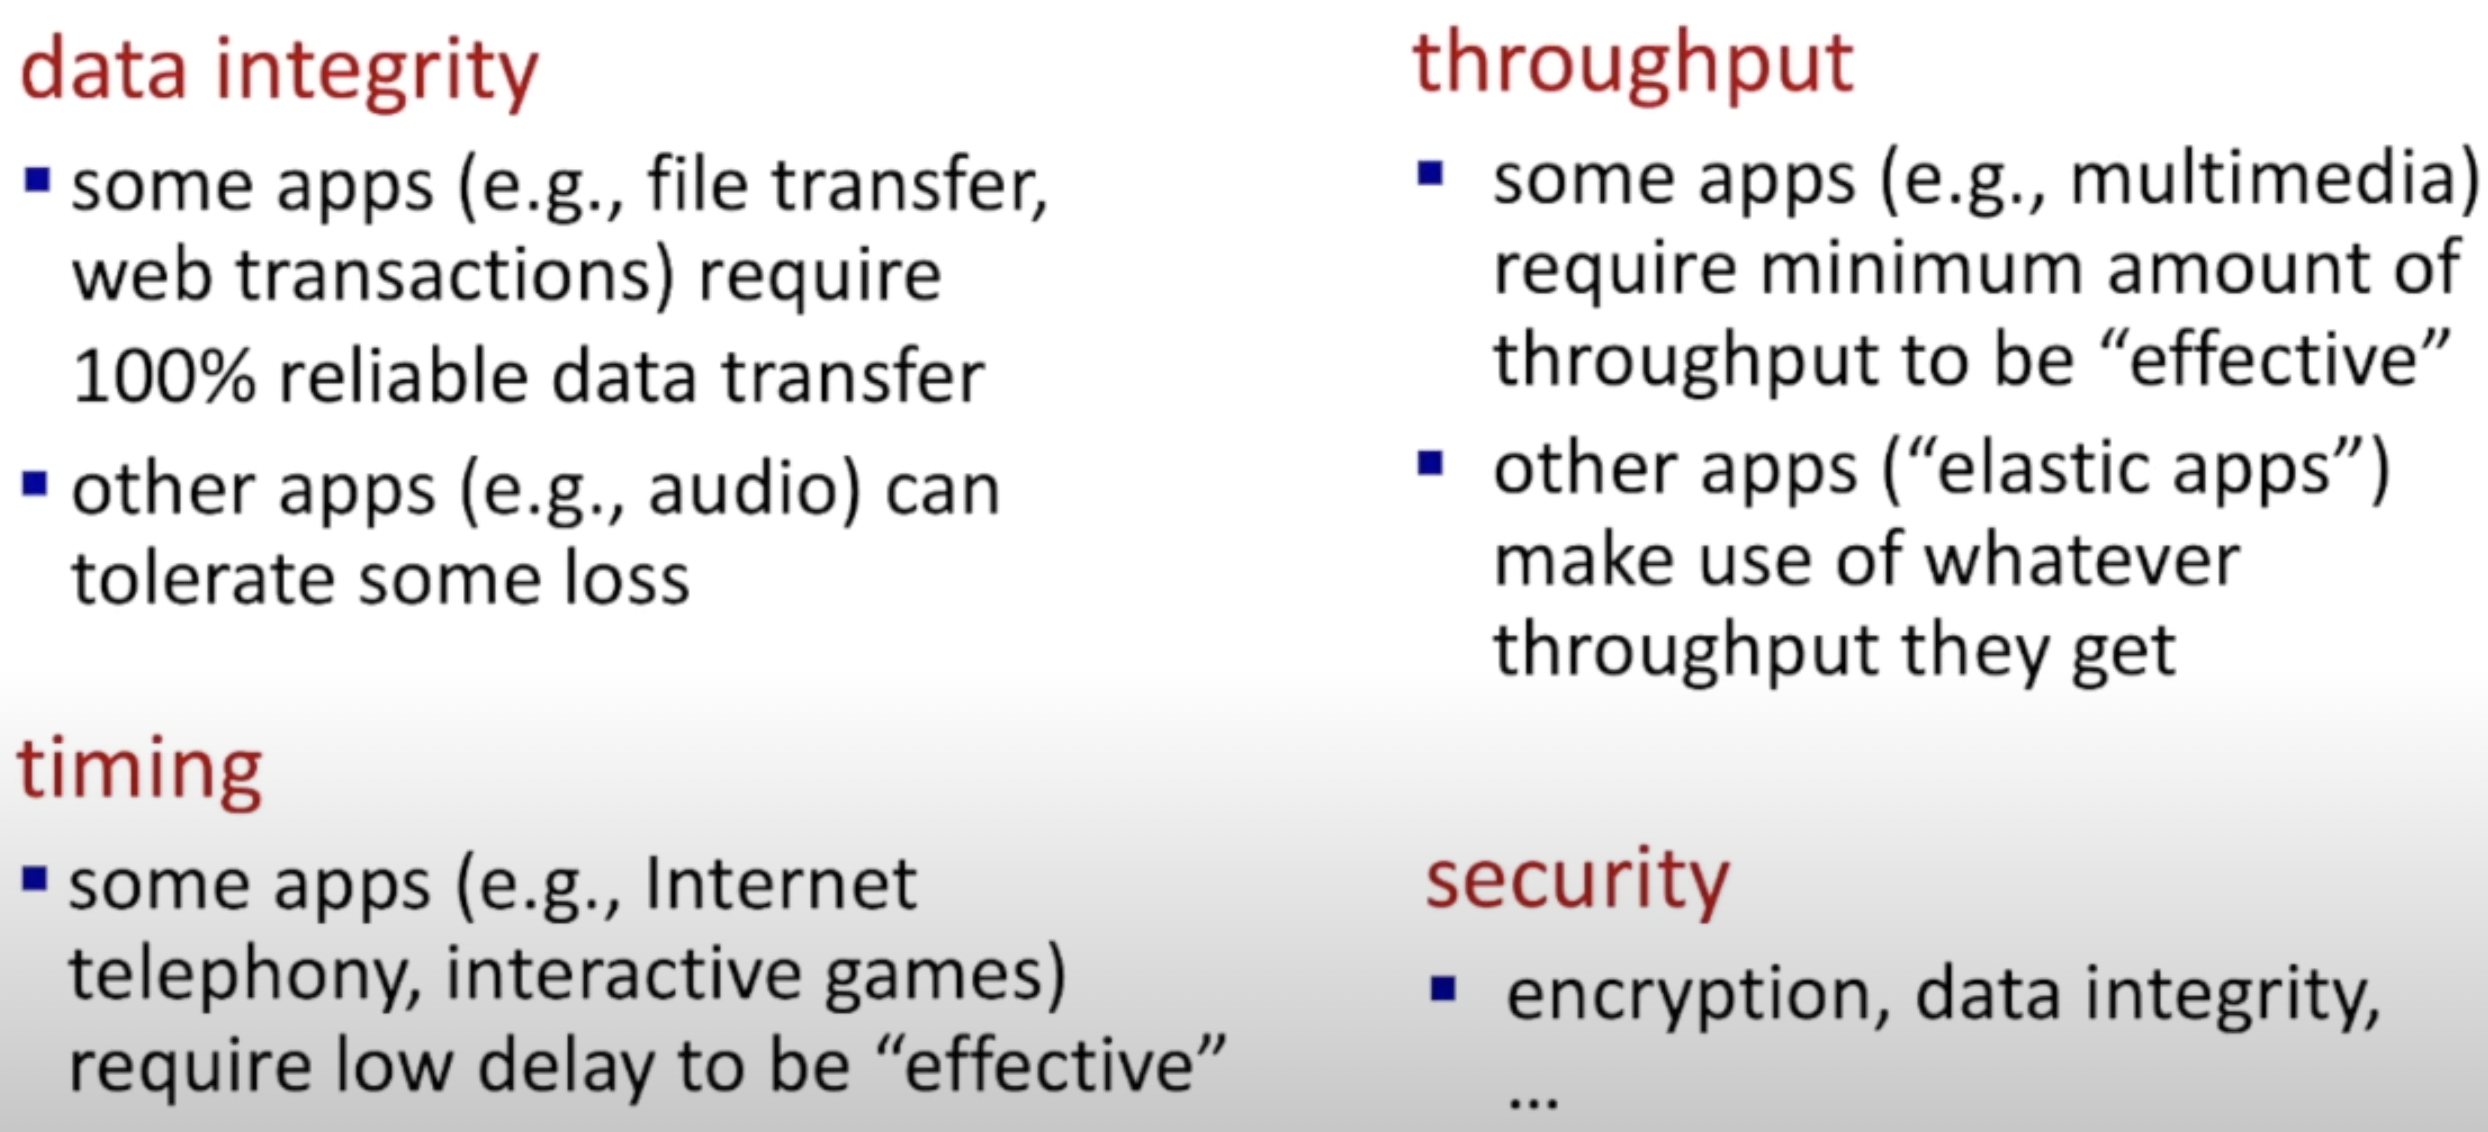 data integrity
▪ some apps (e.g., file transfer,
web transactions) require
100% reliable data transfer
▪ other apps (e.g., audio) can
tolerate some loss
timing
▪ some apps (e.g., Internet
telephony, interactive games)
require low delay to be “effective”
throughput
▪ some apps (e.g., multimedia)
require minimum amount of
throughput to be “effective”
▪ other apps (“elastic apps”)
make use of whatever
throughput they get
security
▪ encryption, data integrity,
...